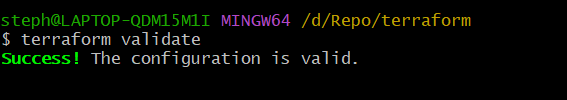 steph@LAPTOP-QDM15M1I MINGW64 /d/Repo/terraform
$ terraform validate
Success! The configuration is valid.